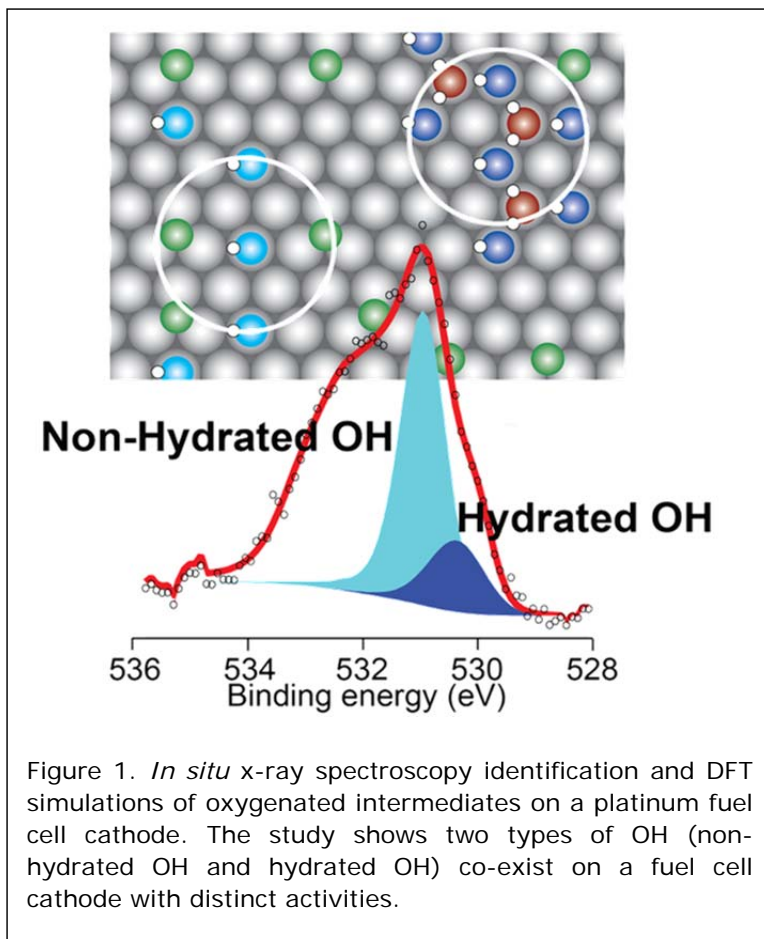 Non-Hydrated OH
Hydrated OH
536 534 532 530 528
Binding energy (eV)
Figure 1. In situ x-ray spectroscopy identification and DFT
simulations of oxygenated intermediates on a platinum fuel
cell cathode. The study shows two types of OH (non-
hydrated OH and hydrated OH) co-exist on a fuel cell
cathode with distinct activities.